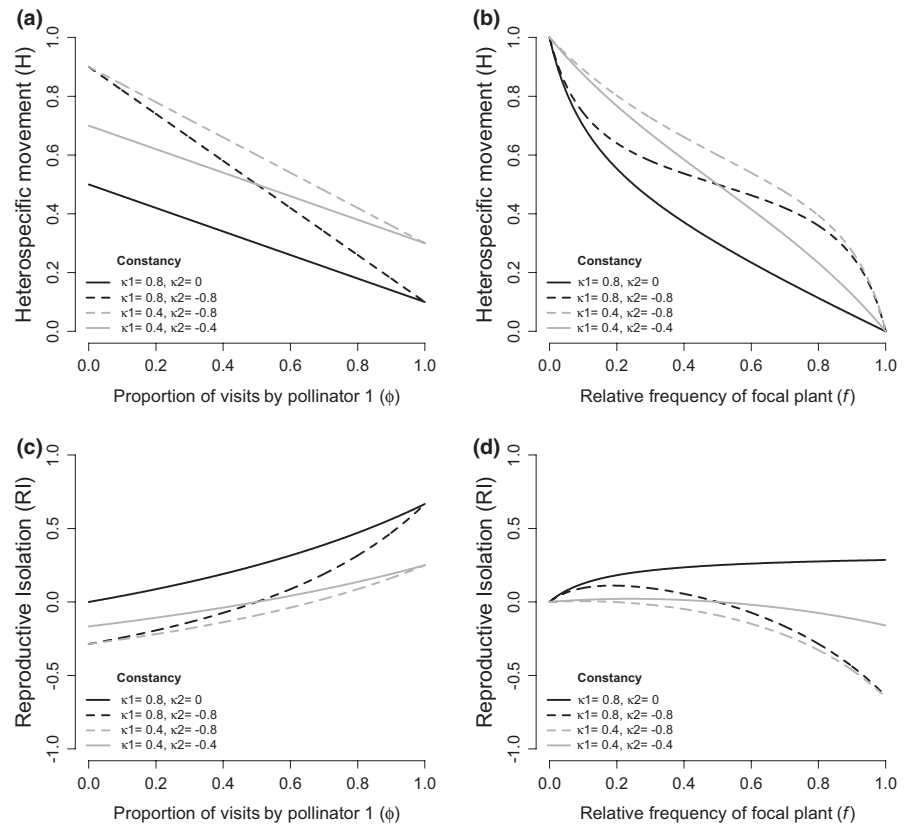 (a)
Heterospecific movement (H)
1.0
0.8
0.6
0.4
0.2
0.0
Constancy
κ1= 0.8, κ2= 0
κ1= 0.8, κ2= -0.8
κ1= 0.4, κ2= -0.8
κ1= 0.4, κ2= -0.4
0.0 0.2 0.4 0.6 0.8 1.0
Proportion of visits by pollinator 1 (ϕ)
(b)
Heterospecific movement (H)
1.0
0.8
0.6
0.4
0.2
0.0
Constancy
κ1= 0.8, κ2= 0
κ1= 0.8, κ2= -0.8
κ1= 0.4, κ2= -0.8
κ1= 0.4, κ2= -0.4
0.0 0.2 0.4 0.6 0.8 1.0
Relative frequency of focal plant (f)
(c)
Reproductive Isolation (RI)
1.0
0.5
0.0
-0.5
-1.0
Constancy
κ1= 0.8, κ2= 0
κ1= 0.8, κ2= -0.8
κ1= 0.4, κ2= -0.8
κ1= 0.4, κ2= -0.4
0.0 0.2 0.4 0.6 0.8 1.0
Proportion of visits by pollinator 1 (ϕ)
(d)
Reproductive Isolation (RI)
1.0
0.5
0.0
-0.5
-1.0
Constancy
κ1= 0.8, κ2= 0
κ1= 0.8, κ2= -0.8
κ1= 0.4, κ2= -0.8
κ1= 0.4, κ2= -0.4
0.0 0.2 0.4 0.6 0.8 1.0
Relative frequency of focal plant (f)